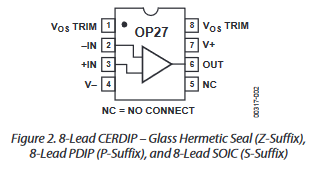 VOS TRIM 1
8 VOS TRIM
OP27
–IN 2
7 V+
+IN 3
6 OUT
V– 4
5 NC
NC = NO CONNECT
00317-002
Figure 2. 8-Lead CERDIP – Glass Hermetic Seal (Z-Suffix),
8-Lead PDIP (P-Suffix), and 8-Lead SOIC (S-Suffix)